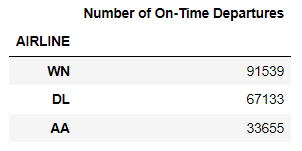 Number of On-Time Departures
AIRLINE
WN 91539
DL 67133
AA 33655